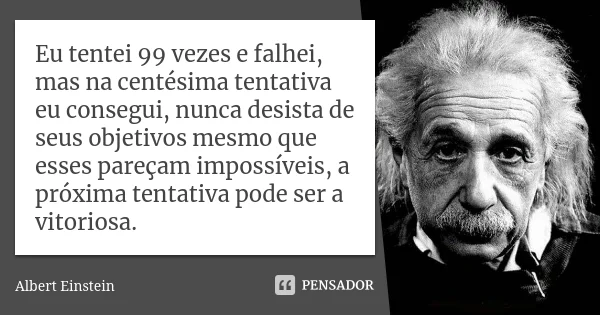 Eu tentei 99 vezes e falhei,
mas na centésima tentativa
eu consegui, nunca desista de
seus objetivos mesmo que
esses pareçam impossíveis, a
próxima tentativa pode ser a
vitoriosa.
Albert Einstein
PENSADOR